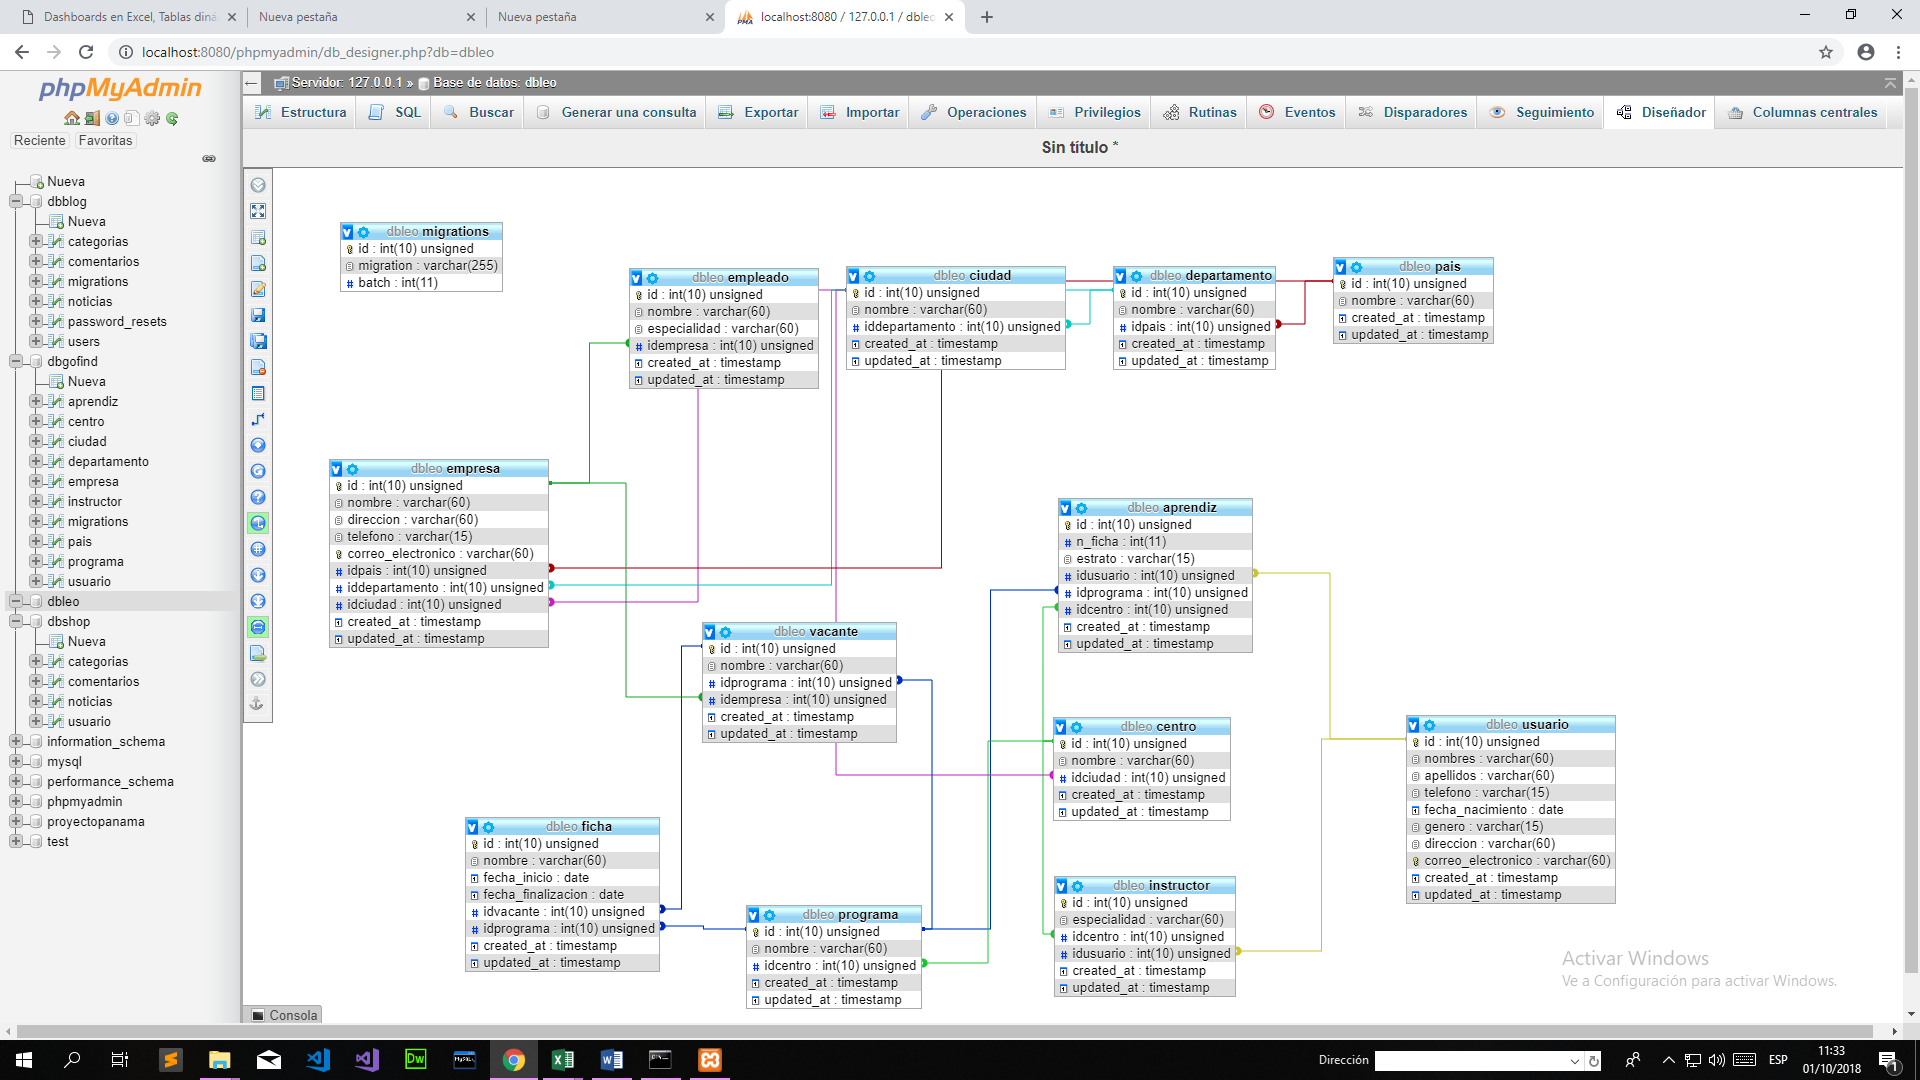 Dashboards en Excel, Tablas diná
Nueva pestaña
Nueva pestaña
localhost:8080 / 127.0.0.1 / dbleo
localhost:8080/phpmyadmin/db_designer.php?db=dbleo
phpMyAdmin
Reciente
Favoritas
Nueva
dbblog
Nueva
categorias
comentarios
migrations
noticias
password_resets
users
dbgofind
Nueva
aprendiz
centro
ciudad
departamento
empresa
instructor
migrations
pais
programa
usuario
dbleo
dbshop
Nueva
categorias
comentarios
noticias
usuario
information_schema
mysql
performance_schema
phpmyadmin
proyectopanama
test
Servidor: 127.0.0.1 » Base de datos: dbleo
Estructura
SQL
Buscar
Generar una consulta
Exportar
Importar
Operaciones
Privilegios
Rutinas
Eventos
Disparadores
Seguimiento
Diseñador
Columnas centrales
Sin título *
dbleo migrations
id : int(10) unsigned
migration : varchar(255)
batch : int(11)
dbleo empleado
id : int(10) unsigned
nombre : varchar(60)
especialidad : varchar(60)
idempresa : int(10) unsigned
created_at : timestamp
updated_at : timestamp
dbleo ciudad
id : int(10) unsigned
nombre : varchar(60)
iddepartamento : int(10) unsigned
created_at : timestamp
updated_at : timestamp
dbleo departamento
id : int(10) unsigned
nombre : varchar(60)
idpais : int(10) unsigned
created_at : timestamp
updated_at : timestamp
dbleo pais
id : int(10) unsigned
nombre : varchar(60)
created_at : timestamp
updated_at : timestamp
dbleo empresa
id : int(10) unsigned
nombre : varchar(60)
direccion : varchar(60)
telefono : varchar(15)
correo_electronico : varchar(60)
idpais : int(10) unsigned
iddepartamento : int(10) unsigned
idciudad : int(10) unsigned
created_at : timestamp
updated_at : timestamp
dbleo aprendiz
id : int(10) unsigned
n_ficha : int(11)
estrato : varchar(15)
idusuario : int(10) unsigned
idprograma : int(10) unsigned
idcentro : int(10) unsigned
created_at : timestamp
updated_at : timestamp
dbleo vacante
id : int(10) unsigned
nombre : varchar(60)
idprograma : int(10) unsigned
idempresa : int(10) unsigned
created_at : timestamp
updated_at : timestamp
dbleo centro
id : int(10) unsigned
nombre : varchar(60)
idciudad : int(10) unsigned
created_at : timestamp
updated_at : timestamp
dbleo usuario
id : int(10) unsigned
nombres : varchar(60)
apellidos : varchar(60)
telefono : varchar(15)
fecha_nacimiento : date
genero : varchar(15)
direccion : varchar(60)
correo_electronico : varchar(60)
created_at : timestamp
updated_at : timestamp
dbleo ficha
id : int(10) unsigned
nombre : varchar(60)
fecha_inicio : date
fecha_finalizacion : date
idvacante : int(10) unsigned
idprograma : int(10) unsigned
created_at : timestamp
updated_at : timestamp
dbleo programa
id : int(10) unsigned
nombre : varchar(60)
idcentro : int(10) unsigned
created_at : timestamp
updated_at : timestamp
dbleo instructor
id : int(10) unsigned
especialidad : varchar(60)
idcentro : int(10) unsigned
idusuario : int(10) unsigned
created_at : timestamp
updated_at : timestamp
Activar Windows
Ve a Configuración para activar Windows.
Consola
Dirección
ESP
11:33
01/10/2018
1